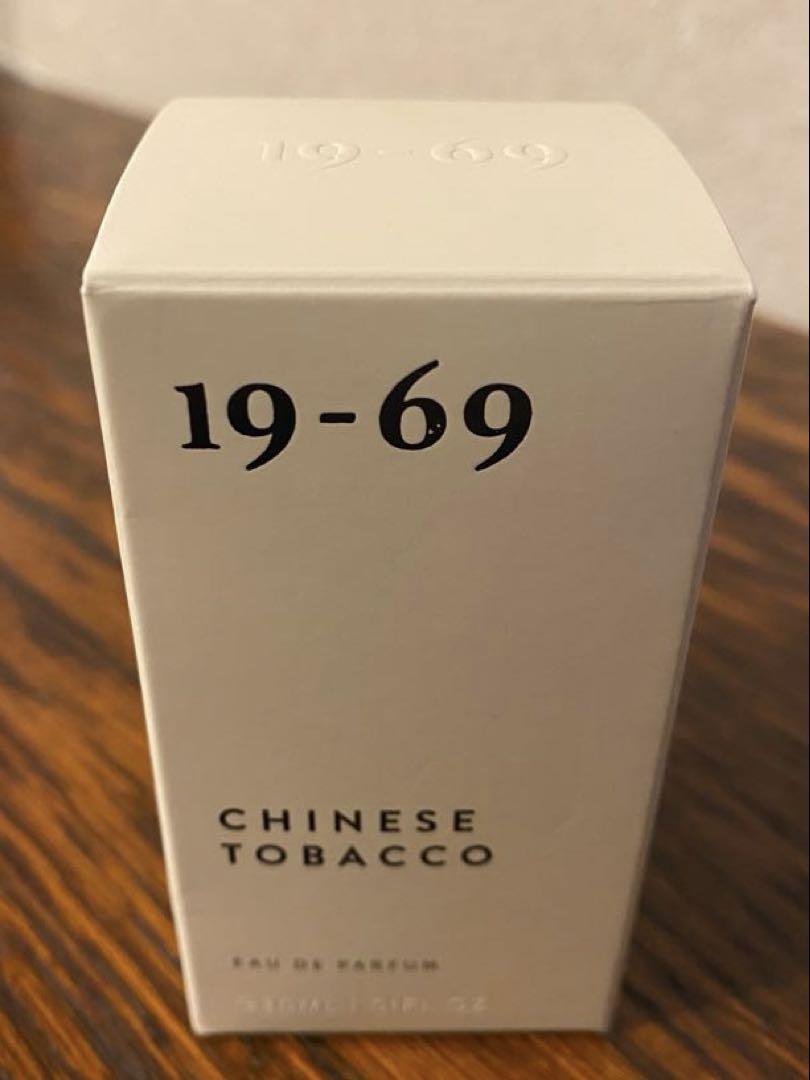 19-69
19-69
CHINESE
TOBACCO
EAU DE PARFUM